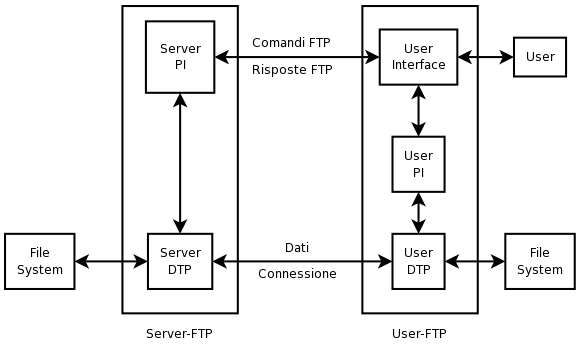 Server
PI
Comandi FTP
Risposte FTP
User
Interface
User
User
PI
File
System
Server
DTP
Dati
Connessione
User
DTP
File
System
Server-FTP
User-FTP